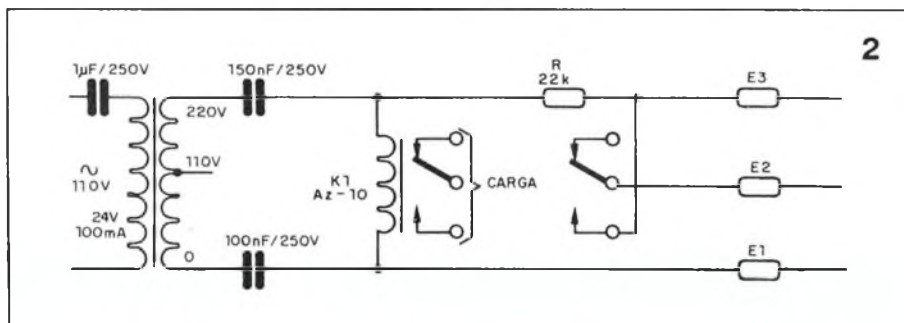 2
1µF/250V
150nF/250V
R
22k
E3
220V
110V
∿
110V
K1
Az-10
CARGA
E2
24V
100mA
0
100nF/250V
E1